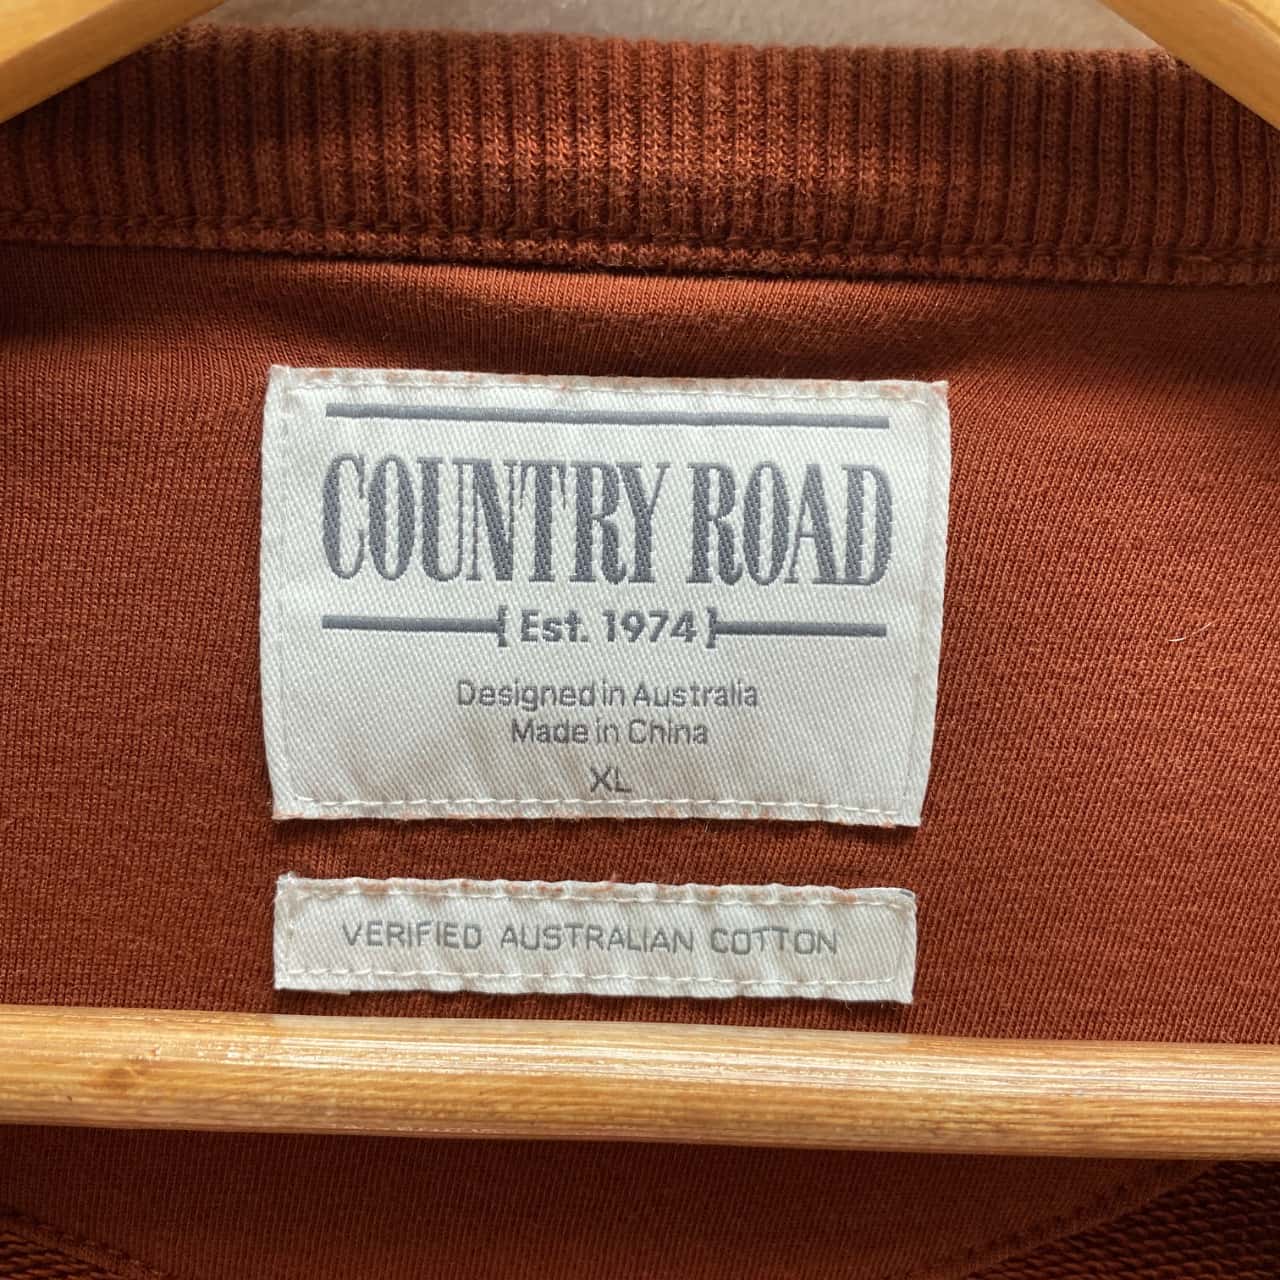 COUNTRY ROAD
{Est. 1974}
Designed in Australia
Made in China
XL
VERIFIED AUSTRALIAN COTTON